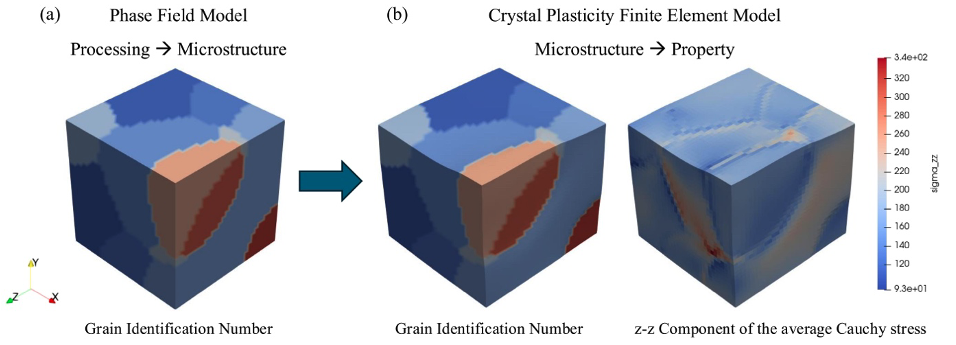 (a) Phase Field Model
Processing → Microstructure
(b) Crystal Plasticity Finite Element Model
Microstructure → Property
3.4e+02
320
300
280
260
240
220
200
180
160
140
120
9.3e+01
sigma_zz
Y
Z
X
Grain Identification Number
Grain Identification Number
z-z Component of the average Cauchy stress